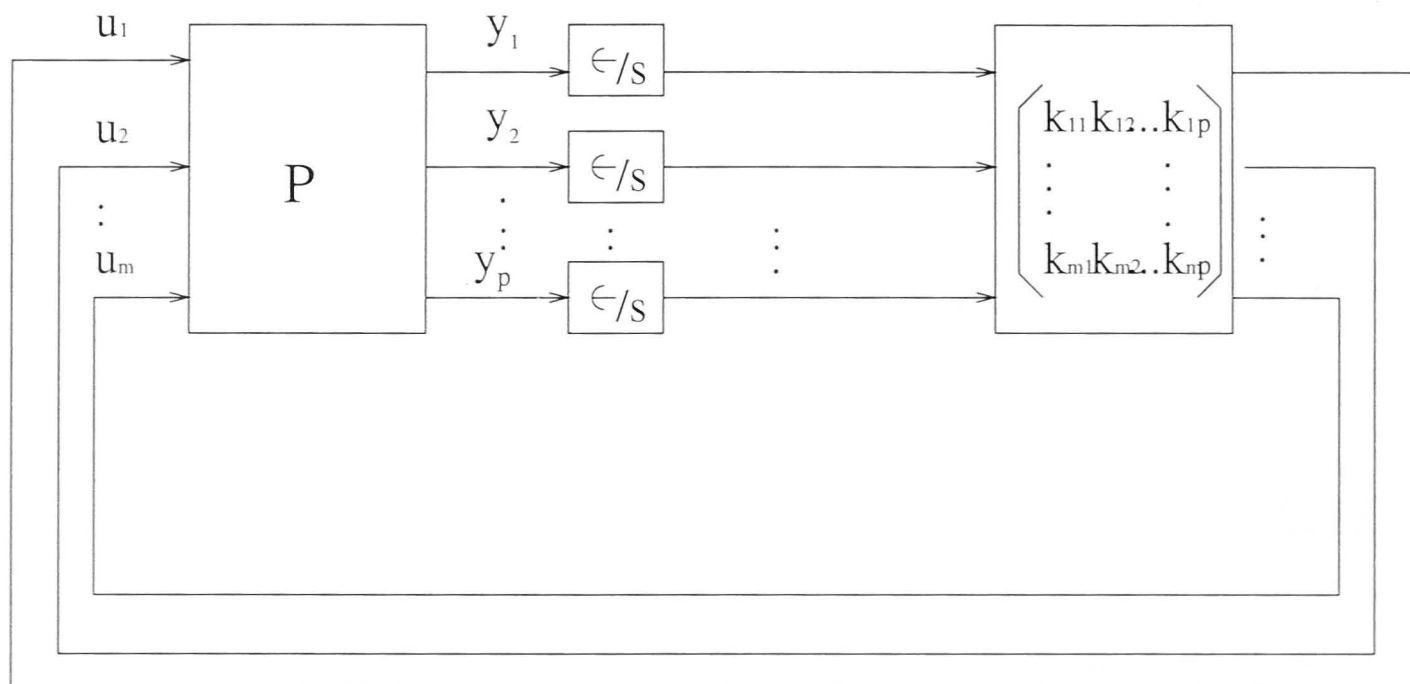 u1
y1
∈/s
u2
y2
∈/s
P
k11 k12 ... k1p
um
yp
∈/s
km1 km2 ... kmp